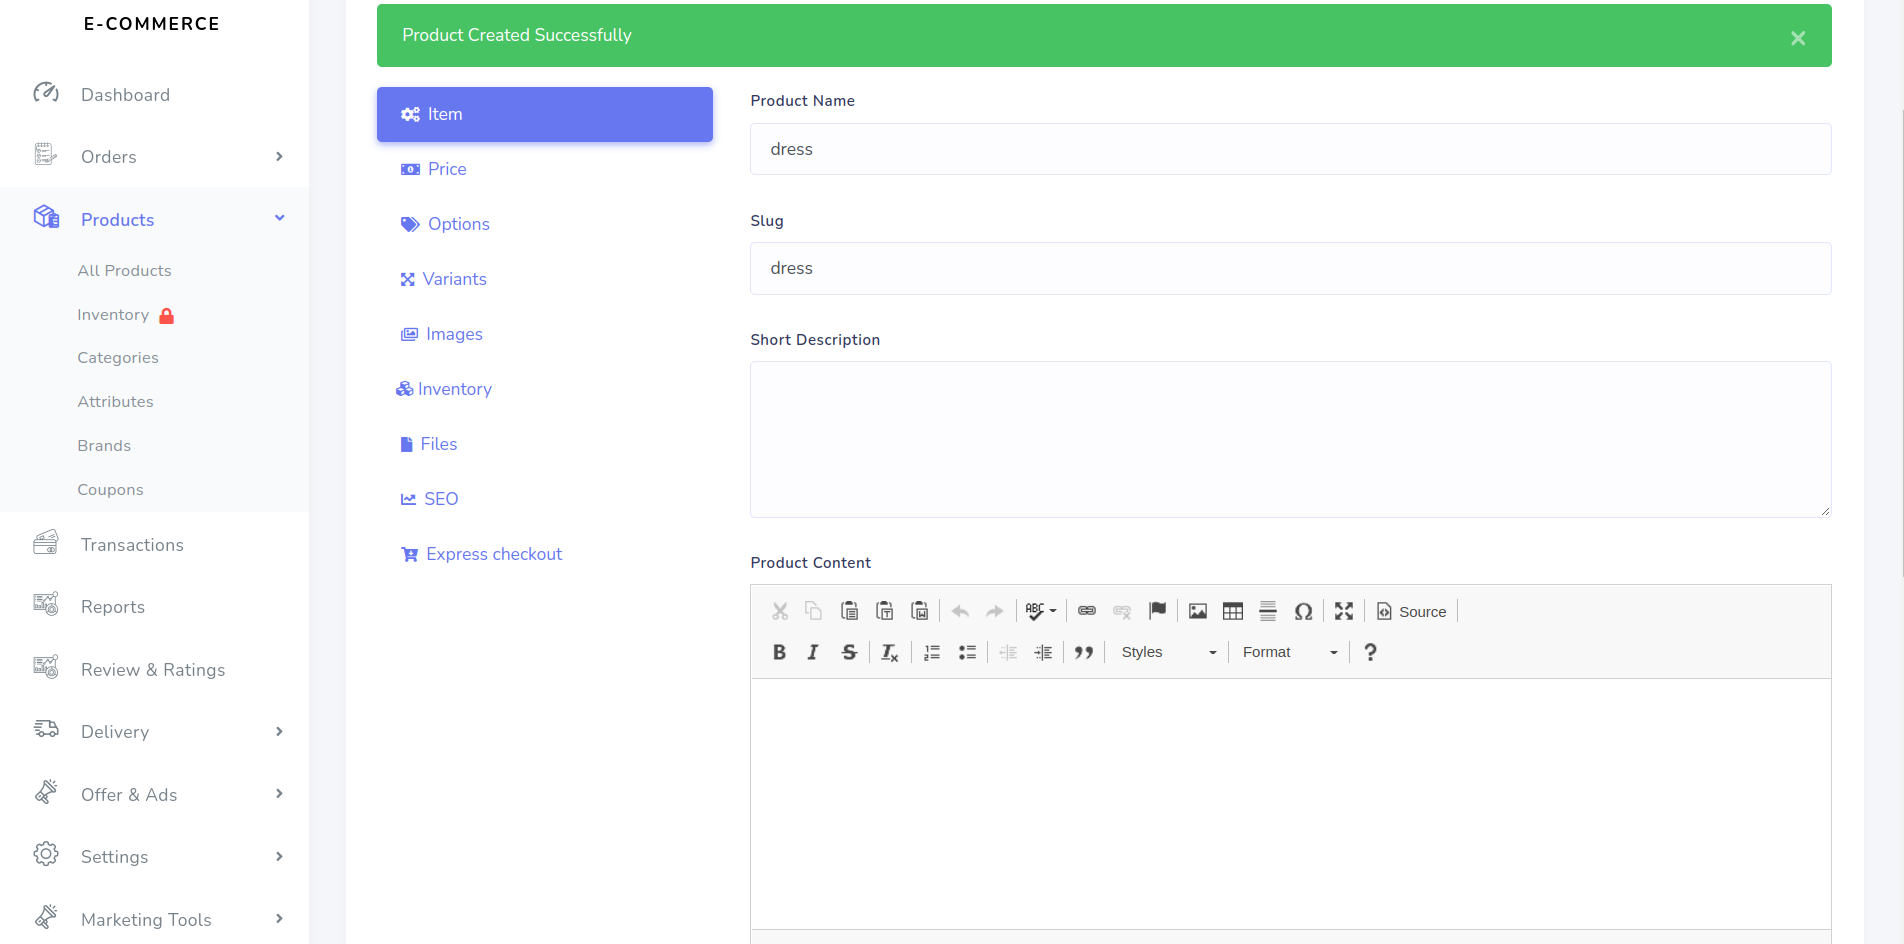 E-COMMERCE
Dashboard
Orders
Products
All Products
Inventory
Categories
Attributes
Brands
Coupons
Transactions
Reports
Review & Ratings
Delivery
Offer & Ads
Settings
Marketing Tools
Product Created Successfully
×
Item
Price
Options
Variants
Images
Inventory
Files
SEO
Express checkout
Product Name
dress
Slug
dress
Short Description
Product Content
ABC
Ω
Source
B I S Tx
Styles
Format
?